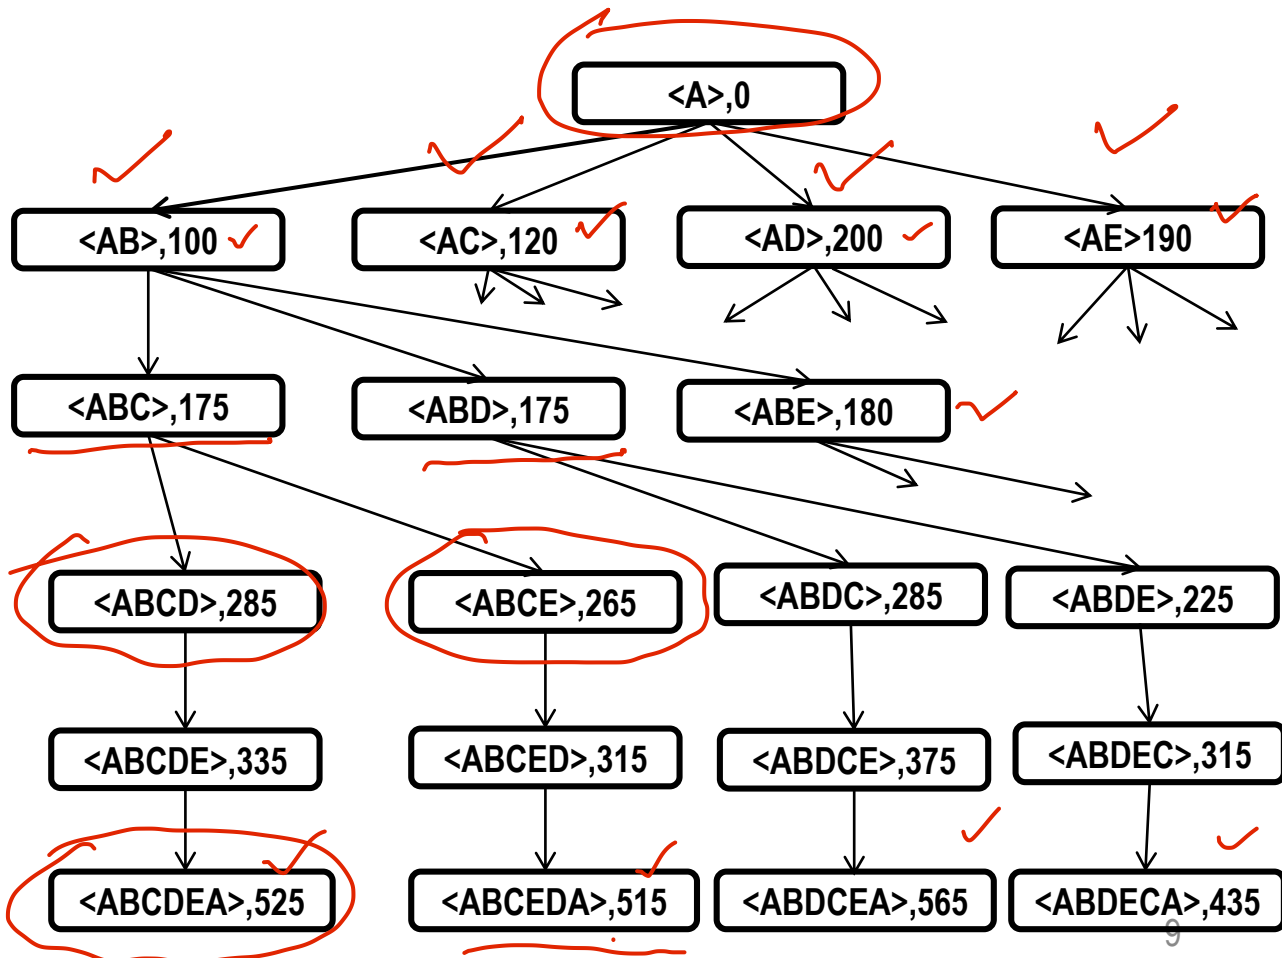 <A>,0
<AB>,100
<AC>,120
<AD>,200
<AE>190
<ABC>,175
<ABD>,175
<ABE>,180
<ABCD>,285
<ABCE>,265
<ABDC>,285
<ABDE>,225
<ABCDE>,335
<ABCED>,315
<ABDCE>,375
<ABDEC>,315
<ABCDEA>,525
<ABCEDA>,515
<ABDCEA>,565
<ABDECA>,435
9